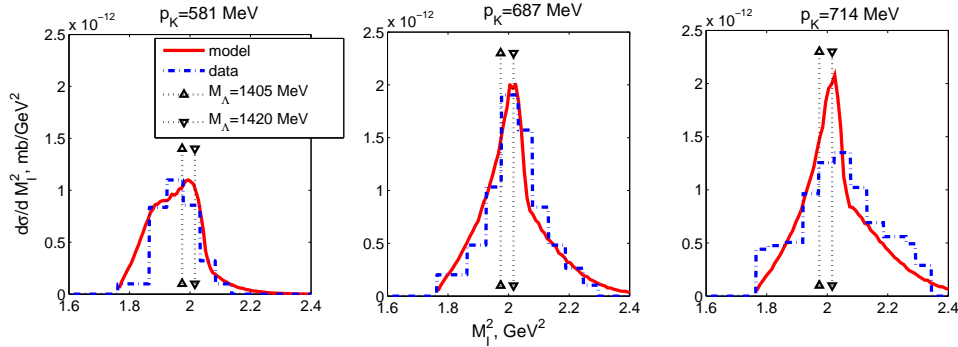 p_K=581 MeV
p_K=687 MeV
p_K=714 MeV
x 10^-12
x 10^-12
x 10^-12
2.5
2
1.5
1
0.5
0
2.5
2
1.5
1
0.5
0
2.5
2
1.5
1
0.5
0
model
data
M_Λ=1405 MeV
M_Λ=1420 MeV
dσ/d M_I^2, mb/GeV^2
1.6 1.8 2 2.2 2.4
1.6 1.8 2 2.2 2.4
1.6 1.8 2 2.2 2.4
M_I^2, GeV^2